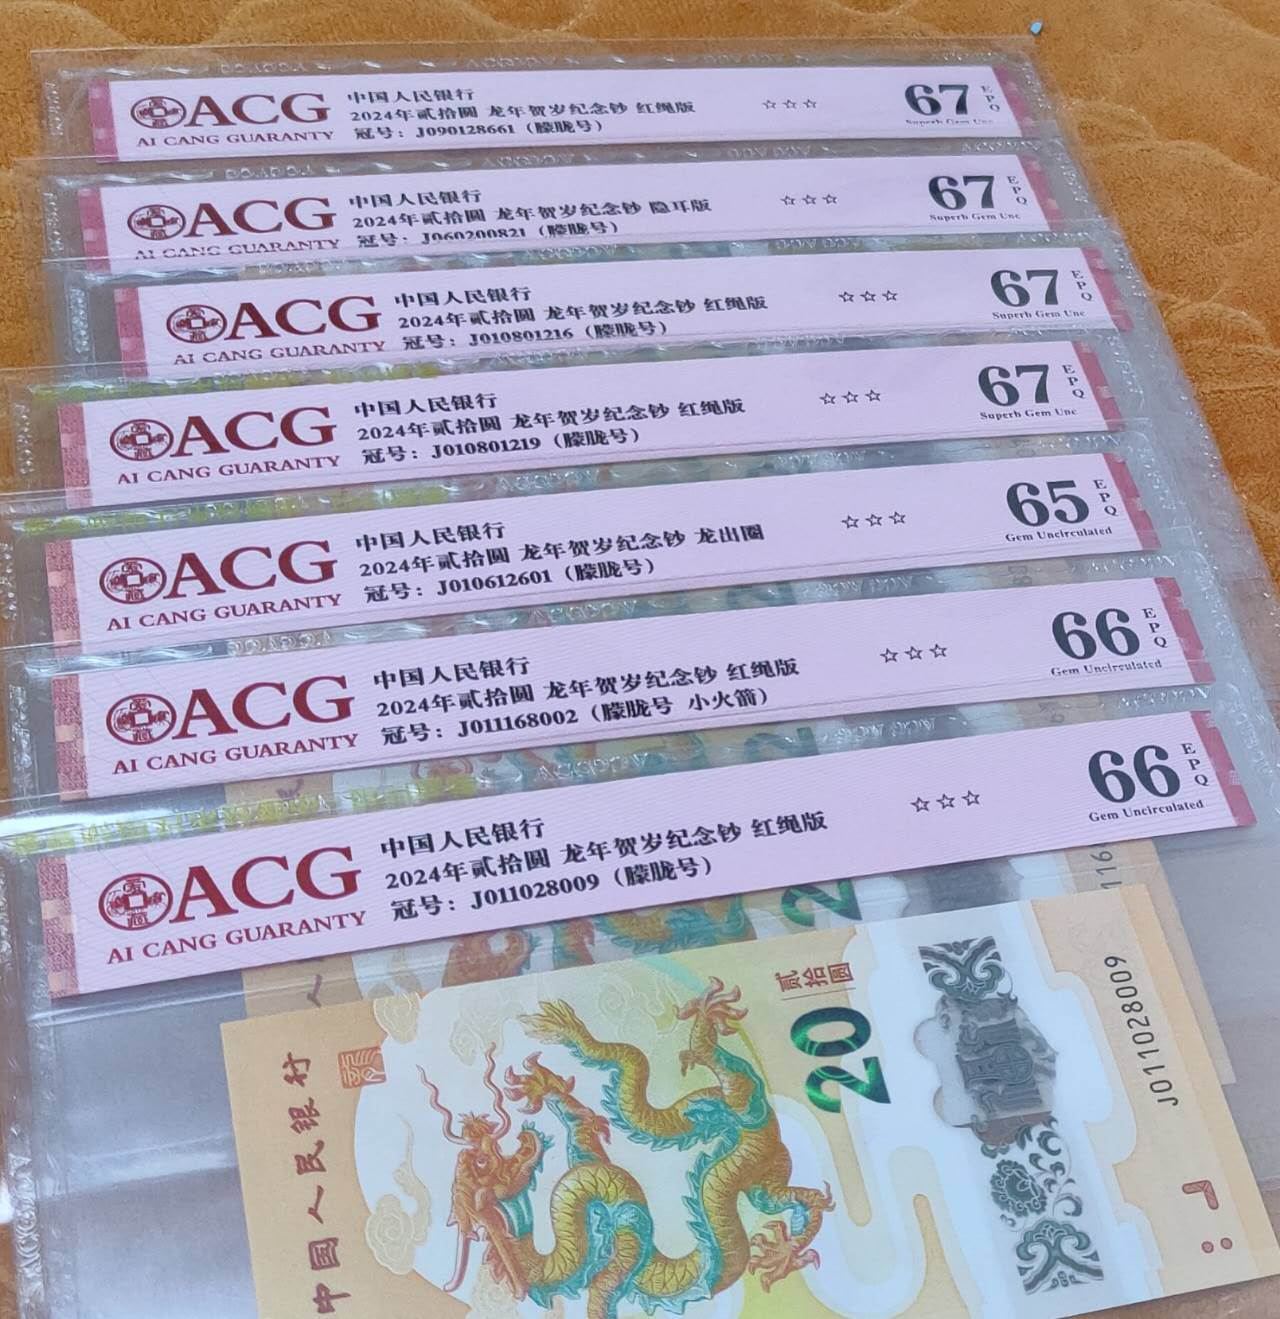 ACG
AI CANG GUARANTY
中国人民银行
2024年贰拾圆 龙年贺岁纪念钞 红绳版
冠号：J090128661（朦胧号）
☆☆☆
67
EPQ
Superb Gem Unc
ACG
AI CANG GUARANTY
中国人民银行
2024年贰拾圆 龙年贺岁纪念钞 隐耳版
冠号：J060200821（朦胧号）
☆☆☆
67
EPQ
Superb Gem Unc
ACG
AI CANG GUARANTY
中国人民银行
2024年贰拾圆 龙年贺岁纪念钞 红绳版
冠号：J010801216（朦胧号）
☆☆☆
67
EPQ
Superb Gem Unc
ACG
AI CANG GUARANTY
中国人民银行
2024年贰拾圆 龙年贺岁纪念钞 红绳版
冠号：J010801219（朦胧号）
☆☆☆
67
EPQ
Superb Gem Unc
ACG
AI CANG GUARANTY
中国人民银行
2024年贰拾圆 龙年贺岁纪念钞 龙出圈
冠号：J010612601（朦胧号）
☆☆☆
65
EPQ
Gem Uncirculated
ACG
AI CANG GUARANTY
中国人民银行
2024年贰拾圆 龙年贺岁纪念钞 红绳版
冠号：J011168002（朦胧号 小火箭）
☆☆☆
66
EPQ
Gem Uncirculated
ACG
AI CANG GUARANTY
中国人民银行
2024年贰拾圆 龙年贺岁纪念钞 红绳版
冠号：J011028009（朦胧号）
☆☆☆
66
EPQ
Gem Uncirculated
中國人民银行
贰拾圆
20
J011028009